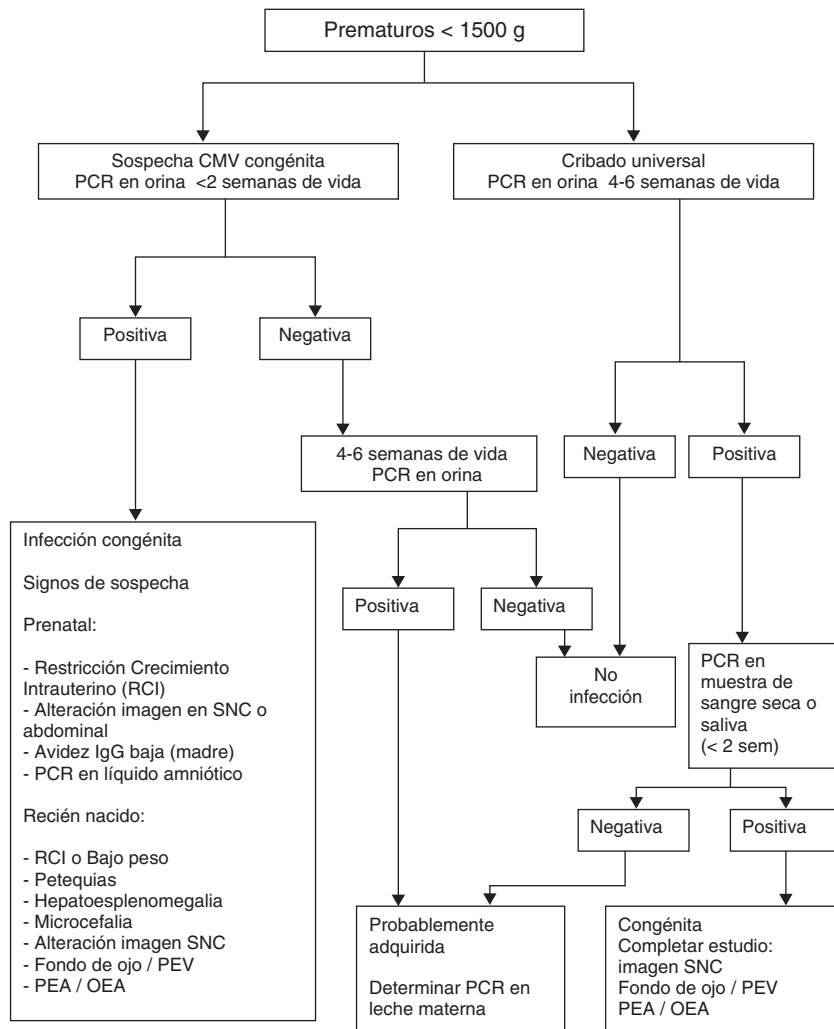 Prematuros < 1500 g
Sospecha CMV congénita
PCR en orina <2 semanas de vida
Cribado universal
PCR en orina 4-6 semanas de vida
Positiva
Negativa
4-6 semanas de vida
PCR en orina
Negativa
Positiva
Infección congénita
Signos de sospecha
Prenatal:
- Restricción Crecimiento
Intrauterino (RCI)
- Alteración imagen en SNC o
abdominal
- Avidez IgG baja (madre)
- PCR en líquido amniótico
Recién nacido:
- RCI o Bajo peso
- Petequias
- Hepatoesplenomegalia
- Microcefalia
- Alteración imagen SNC
- Fondo de ojo / PEV
- PEA / OEA
Positiva
Negativa
No
infección
PCR en
muestra de
sangre seca o
saliva
(< 2 sem)
Negativa
Positiva
Probablemente
adquirida
Determinar PCR en
leche materna
Congénita
Completar estudio:
imagen SNC
Fondo de ojo / PEV
PEA / OEA